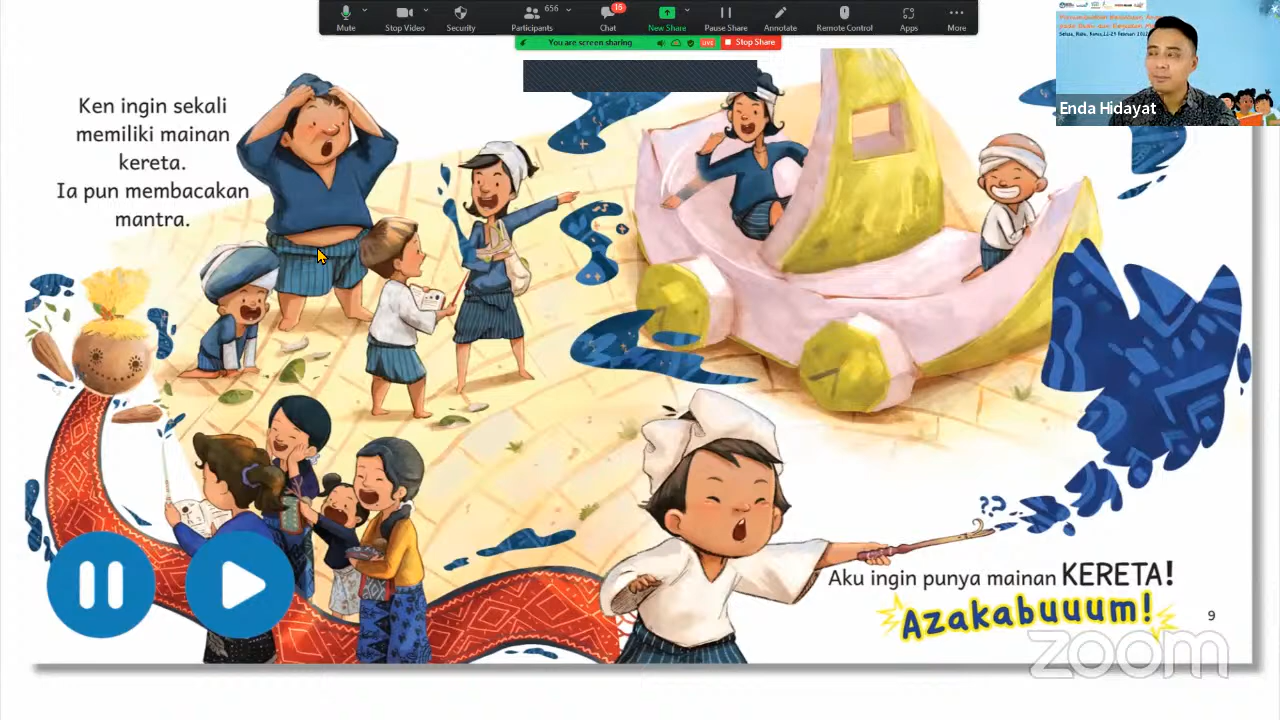 656
16
Mute
Stop Video
Security
Participants
Chat
New Share
Pause Share
Annotate
Remote Control
Apps
More
You are screen sharing
LIVE
Stop Share
Enda Hidayat
Ken ingin sekali
memiliki mainan
kereta.
Ia pun membacakan
mantra.
??
Aku ingin punya mainan KERETA!
Azakabuuum!
9
zoom